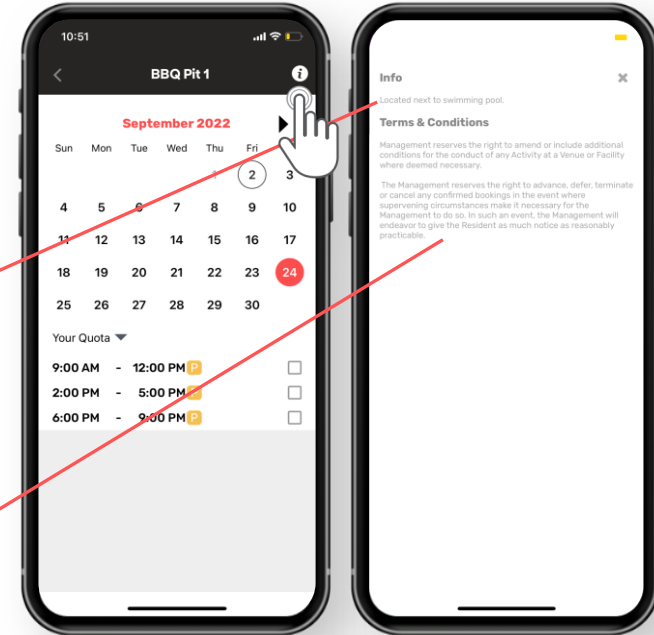 10:51
BBQ Pit 1
September 2022
Sun Mon Tue Wed Thu Fri
1 2 3
4 5 6 7 8 9 10
11 12 13 14 15 16 17
18 19 20 21 22 23 24
25 26 27 28 29 30
Your Quota
9:00 AM - 12:00 PM P
2:00 PM - 5:00 PM P
6:00 PM - 9:00 PM P
Info
Located next to swimming pool.
Terms & Conditions
Management reserves the right to amend or include additional
conditions for the conduct of any Activity at a Venue or Facility
where deemed necessary.
The Management reserves the right to advance, defer, terminate
or cancel any confirmed bookings in the event where
supervening circumstances make it necessary for the
Management to do so. In such an event, the Management will
endeavor to give the Resident as much notice as reasonably
practicable.